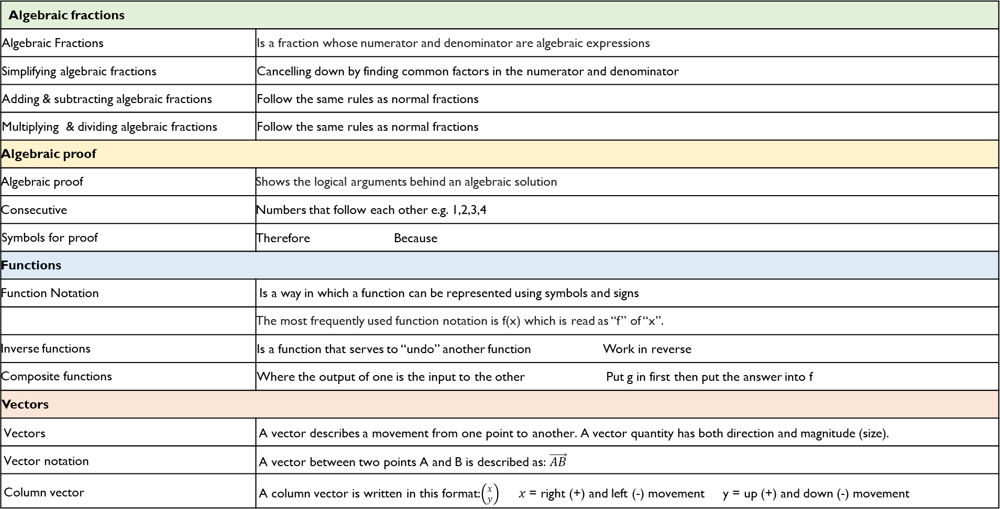 Algebraic fractions
Algebraic Fractions Is a fraction whose numerator and denominator are algebraic expressions
Simplifying algebraic fractions Cancelling down by finding common factors in the numerator and denominator
Adding & subtracting algebraic fractions Follow the same rules as normal fractions
Multiplying & dividing algebraic fractions Follow the same rules as normal fractions
Algebraic proof
Algebraic proof Shows the logical arguments behind an algebraic solution
Consecutive Numbers that follow each other e.g. 1,2,3,4
Symbols for proof Therefore Because
Functions
Function Notation Is a way in which a function can be represented using symbols and signs
The most frequently used function notation is f(x) which is read as “f” of “x”.
Inverse functions Is a function that serves to “undo” another function Work in reverse
Composite functions Where the output of one is the input to the other Put g in first then put the answer into f
Vectors
Vectors A vector describes a movement from one point to another. A vector quantity has both direction and magnitude (size).
Vector notation A vector between two points A and B is described as: $\overrightarrow{AB}$
Column vector A column vector is written in this format: $\binom{x}{y}$ x = right (+) and left (-) movement y = up (+) and down (-) movement